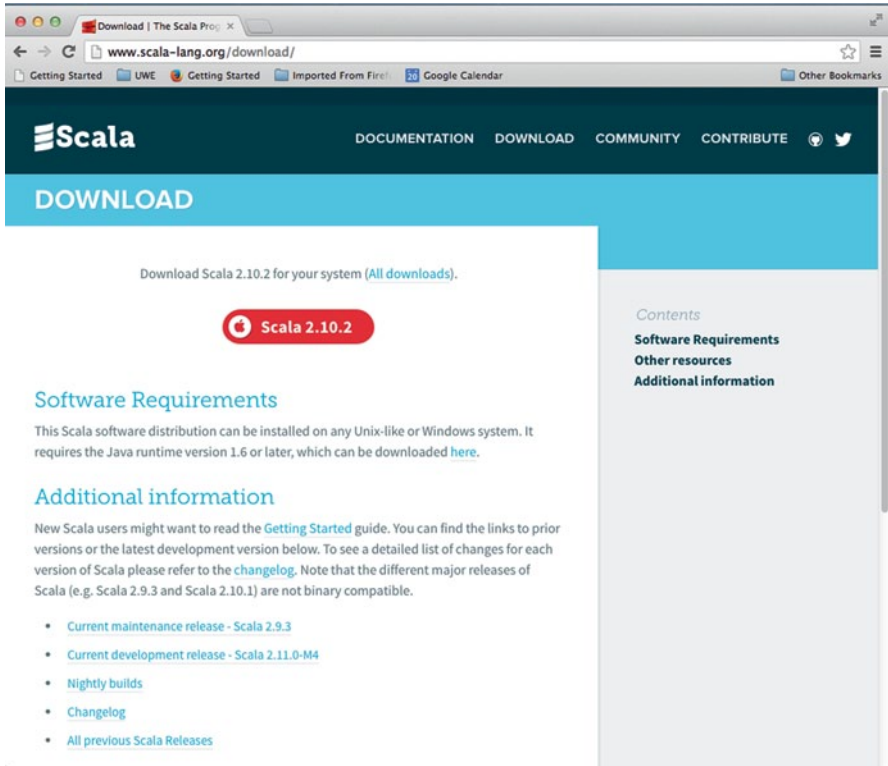 Download | The Scala Prog
www.scala-lang.org/download/
Getting Started UWE Getting Started Imported From Firef 26 Google Calendar Other Bookmarks
Scala
DOCUMENTATION DOWNLOAD COMMUNITY CONTRIBUTE
DOWNLOAD
Download Scala 2.10.2 for your system (All downloads).
Scala 2.10.2
Contents
Software Requirements
Other resources
Additional information
Software Requirements
This Scala software distribution can be installed on any Unix-like or Windows system. It
requires the Java runtime version 1.6 or later, which can be downloaded here.
Additional information
New Scala users might want to read the Getting Started guide. You can find the links to prior
versions or the latest development version below. To see a detailed list of changes for each
version of Scala please refer to the changelog. Note that the different major releases of
Scala (e.g. Scala 2.9.3 and Scala 2.10.1) are not binary compatible.
• Current maintenance release - Scala 2.9.3
• Current development release - Scala 2.11.0-M4
• Nightly builds
• Changelog
• All previous Scala Releases